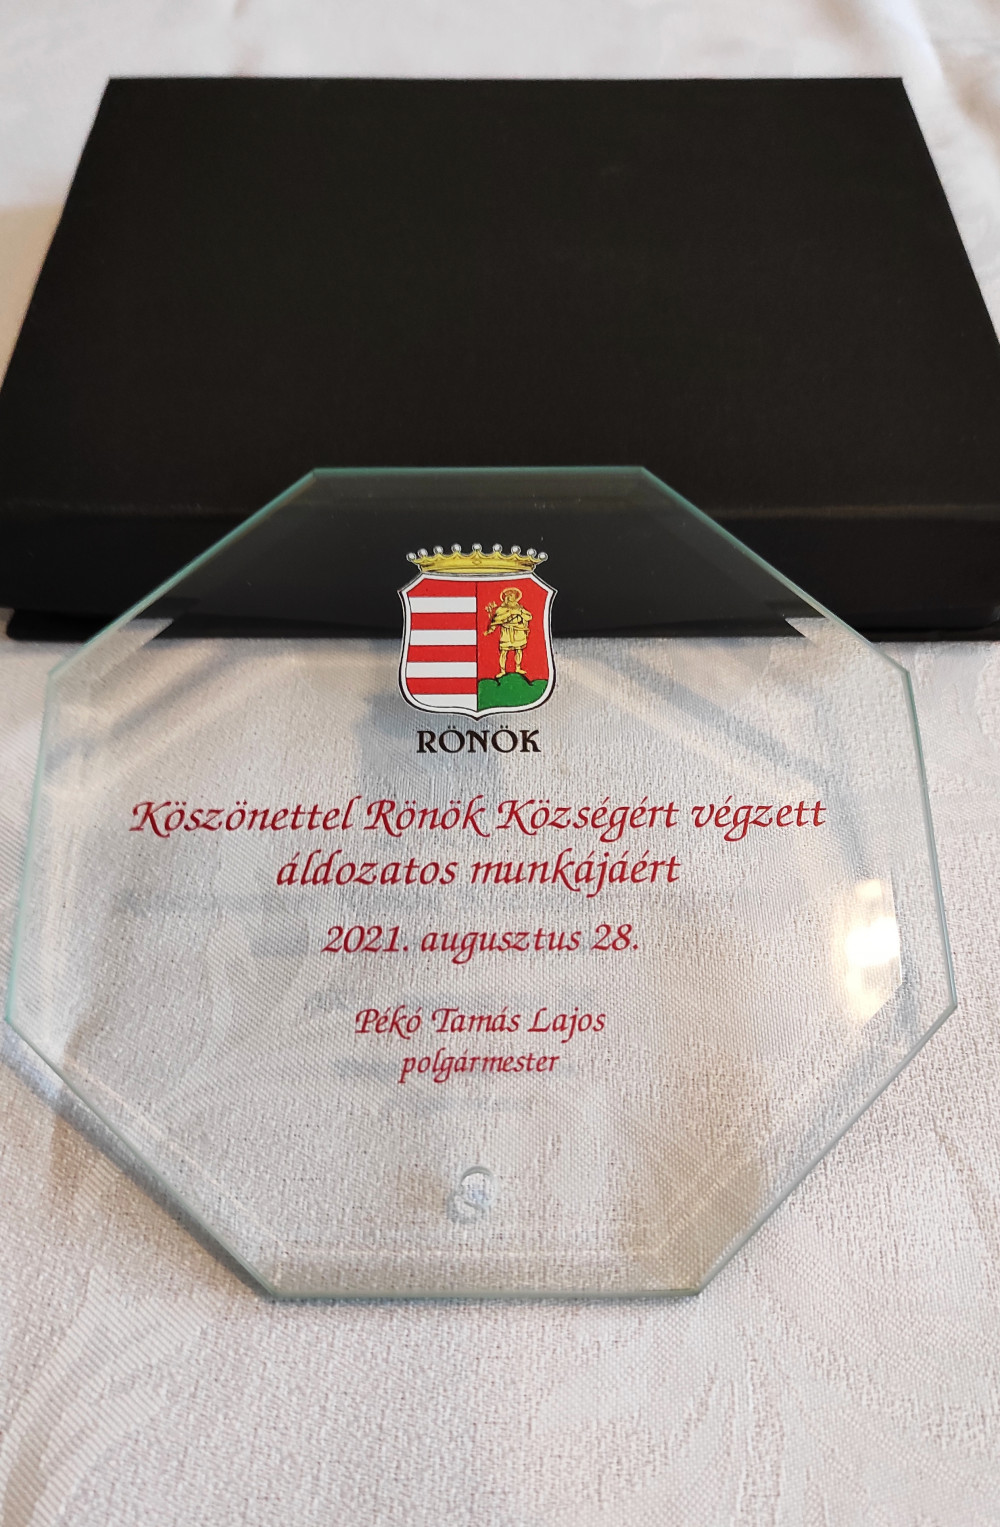 RÖNÖK
Köszönettel Rönök Községért végzett
áldozatos munkájáért
2021. augusztus 28.
Pékó Tamás Lajos
polgármester